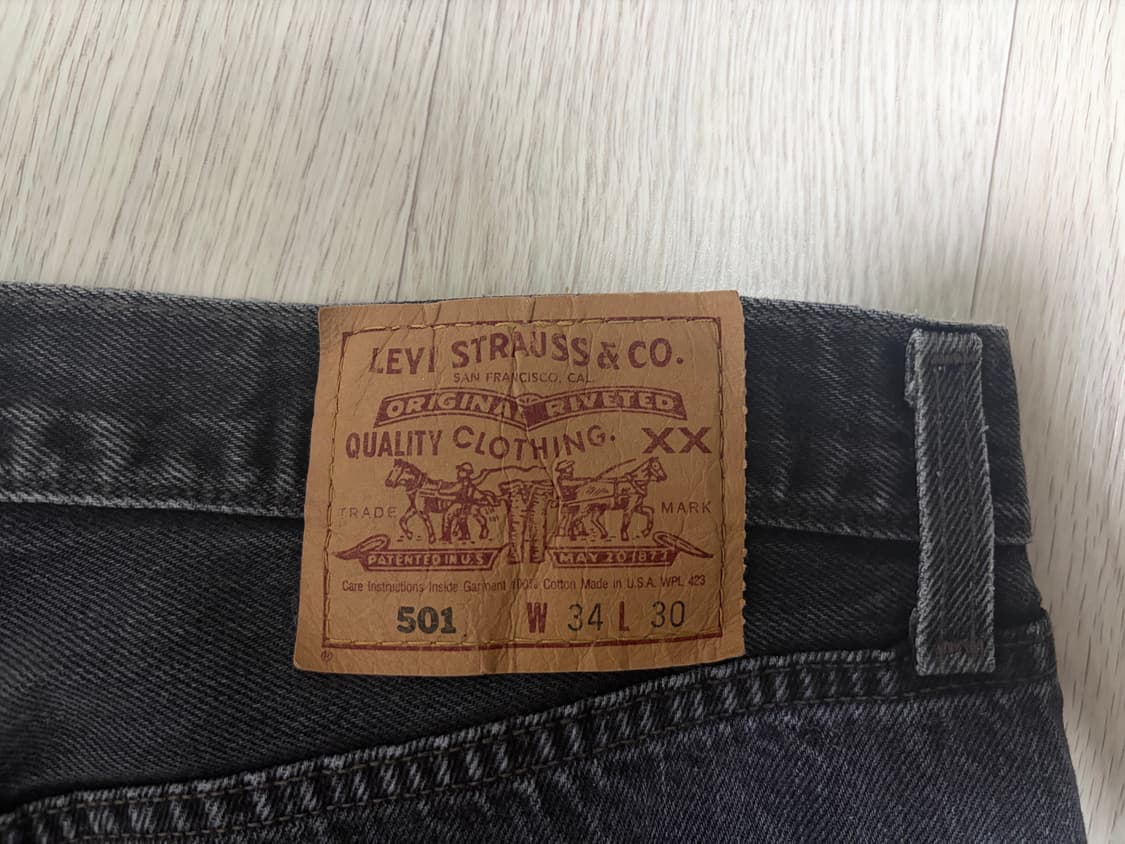 LEVI STRAUSS & CO.
SAN FRANCISCO, CAL.
ORIGINAL RIVETED
QUALITY CLOTHING. XX
TRADE MARK
PATENTED IN U.S. MAY 20 1873
Care Instructions Inside Garment 100% Cotton Made in U.S.A. WPL 423
501 W 34 L 30
®